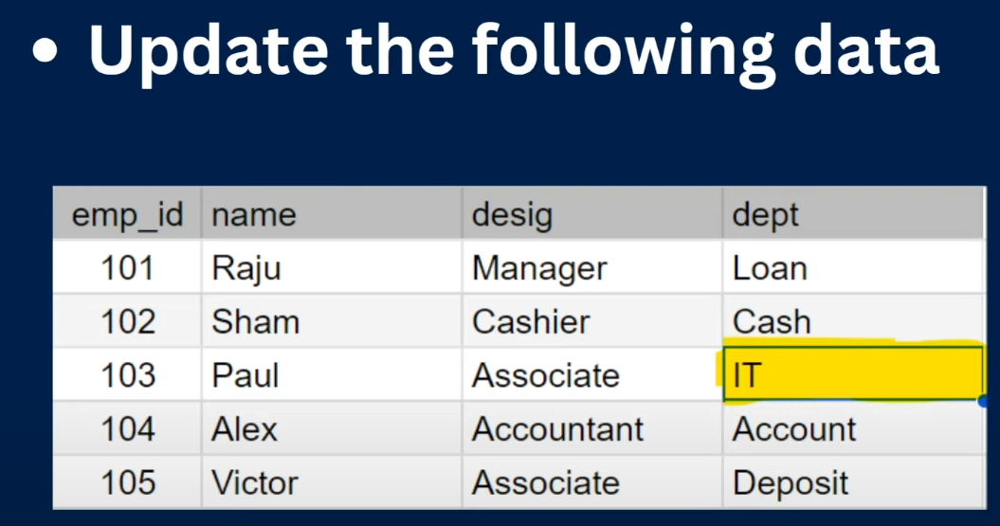 • Update the following data
emp_id name desig dept
101 Raju Manager Loan
102 Sham Cashier Cash
103 Paul Associate IT
104 Alex Accountant Account
105 Victor Associate Deposit